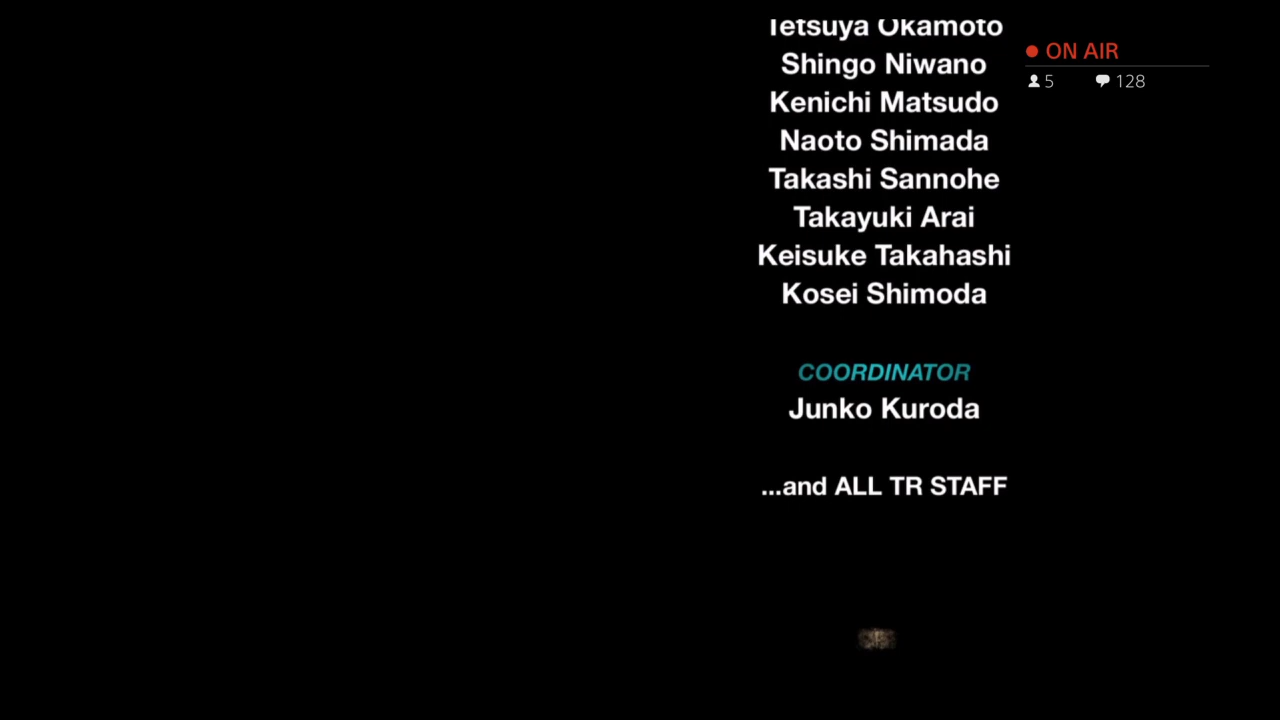 Tetsuya Okamoto
Shingo Niwano
Kenichi Matsudo
Naoto Shimada
Takashi Sannohe
Takayuki Arai
Keisuke Takahashi
Kosei Shimoda
COORDINATOR
Junko Kuroda
...and ALL TR STAFF
ON AIR
5 128